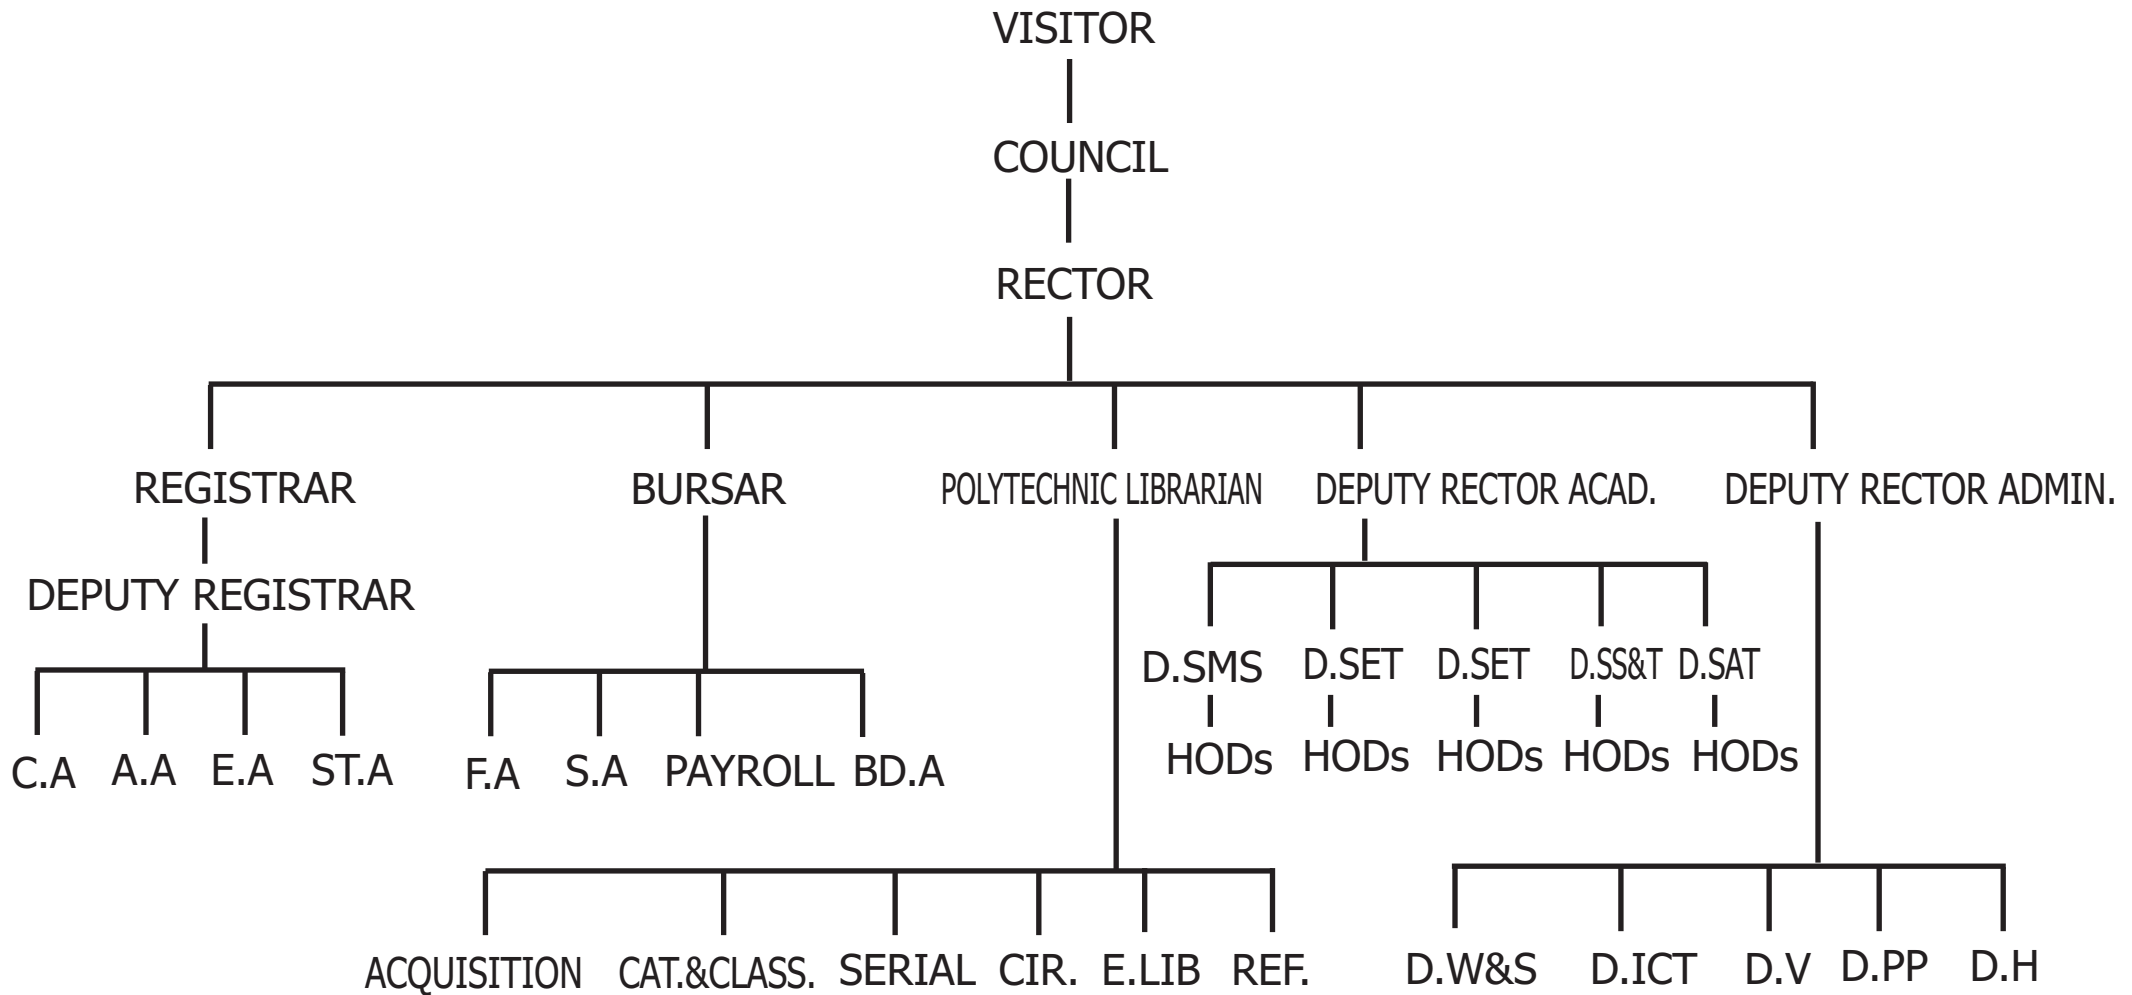 VISITOR
COUNCIL
RECTOR
REGISTRAR BURSAR POLYTECHNIC LIBRARIAN DEPUTY RECTOR ACAD. DEPUTY RECTOR ADMIN.
DEPUTY REGISTRAR
D.SMS D.SET D.SET D.SS&T D.SAT
HODs HODs HODs HODs HODs
C.A A.A E.A ST.A F.A S.A PAYROLL BD.A
ACQUISITION CAT.&CLASS. SERIAL CIR. E.LIB REF. D.W&S D.ICT D.V D.PP D.H